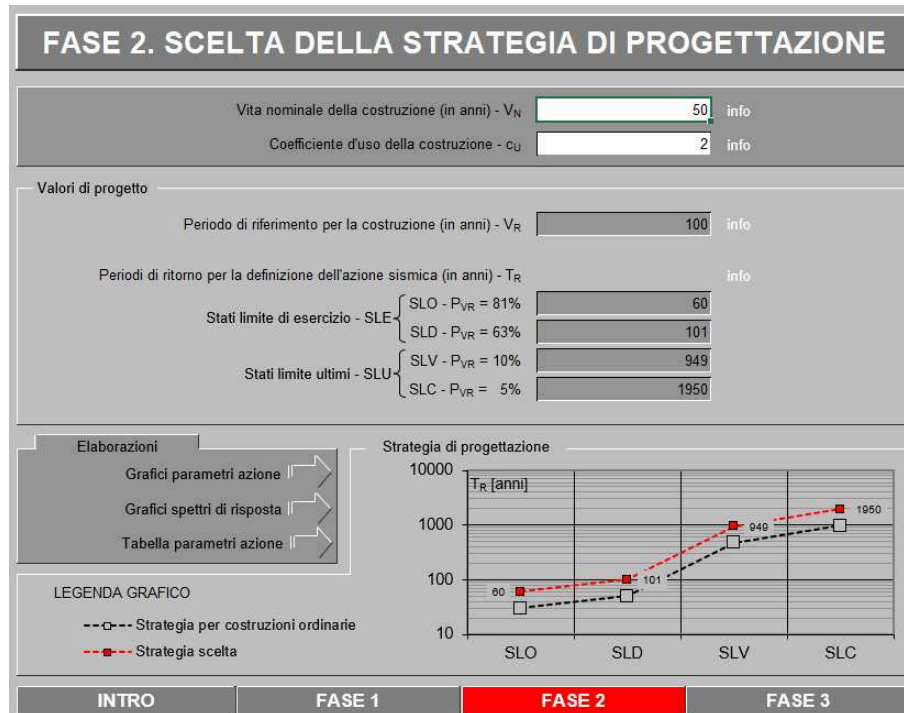 FASE 2. SCELTA DELLA STRATEGIA DI PROGETTAZIONE
Vita nominale della costruzione (in anni) - VN 50 info
Coefficiente d'uso della costruzione - cU 2 info
Valori di progetto
Periodo di riferimento per la costruzione (in anni) - VR 100 info
Periodi di ritorno per la definizione dell'azione sismica (in anni) - TR info
Stati limite di esercizio - SLE
SLO - PVR = 81% 60
SLD - PVR = 63% 101
Stati limite ultimi - SLU
SLV - PVR = 10% 949
SLC - PVR = 5% 1950
Elaborazioni
Grafici parametri azione
Grafici spettri di risposta
Tabella parametri azione
LEGENDA GRAFICO
Strategia per costruzioni ordinarie
Strategia scelta
Strategia di progettazione
TR [anni]
10000
1000
100
10
60
101
949
1950
SLO SLD SLV SLC
INTRO FASE 1 FASE 2 FASE 3